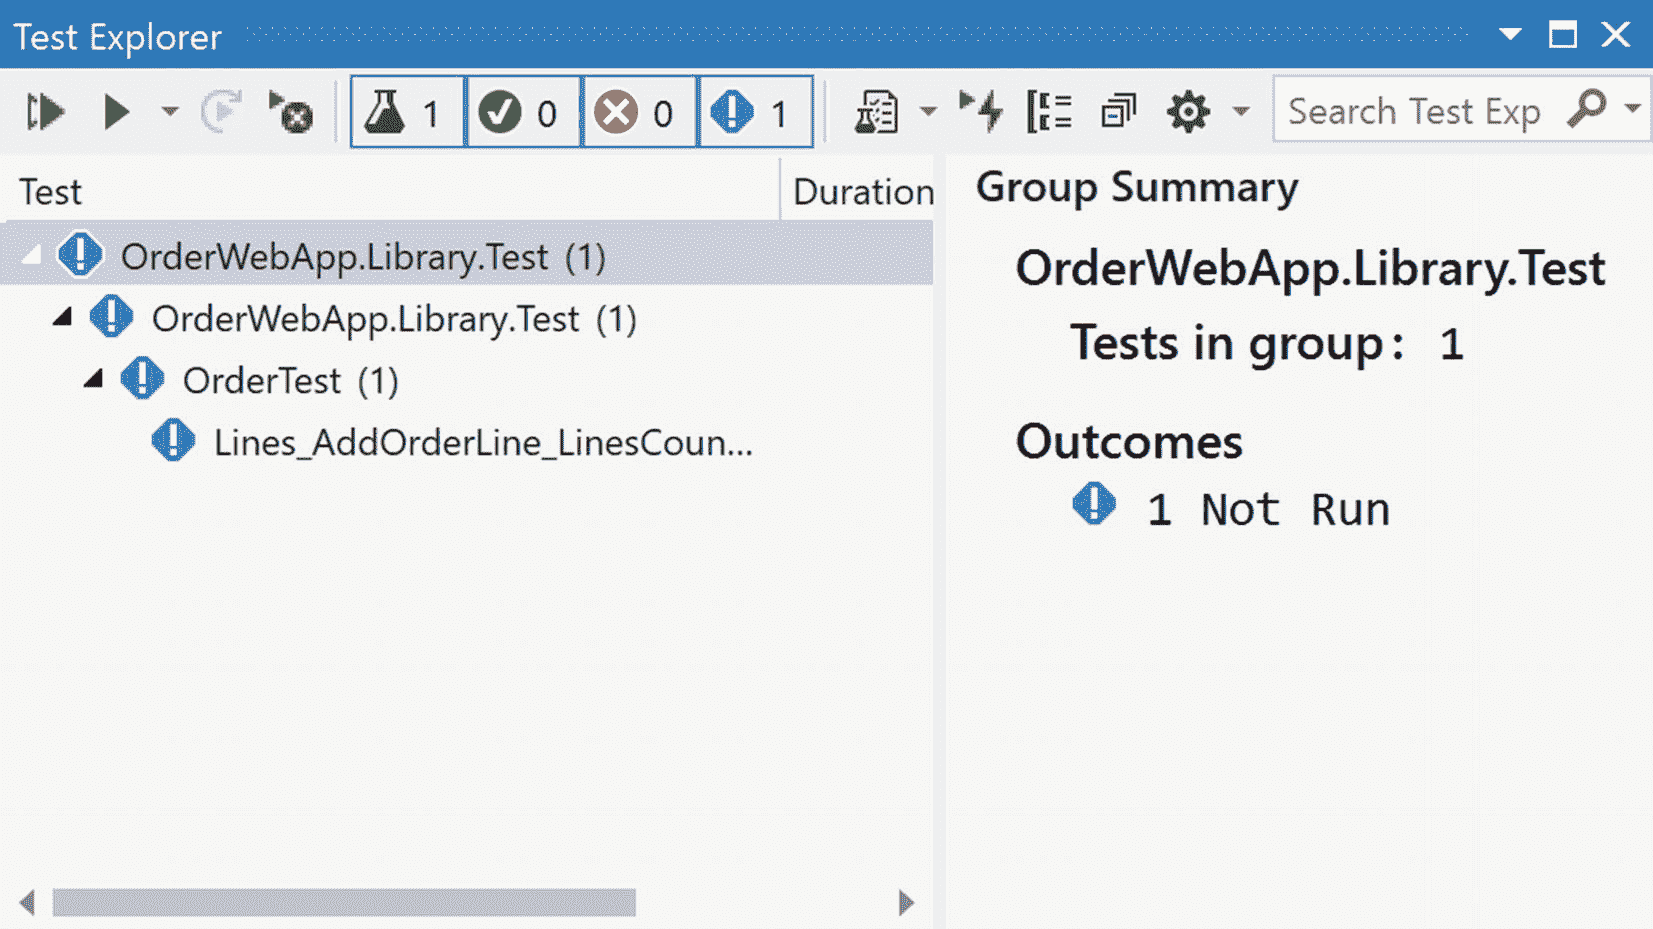 Test Explorer
1 0 0 1 Search Test Exp
Test Duration
OrderWebApp.Library.Test (1)
OrderWebApp.Library.Test (1)
OrderTest (1)
Lines_AddOrderLine_LinesCoun...
Group Summary
OrderWebApp.Library.Test
Tests in group: 1
Outcomes
1 Not Run